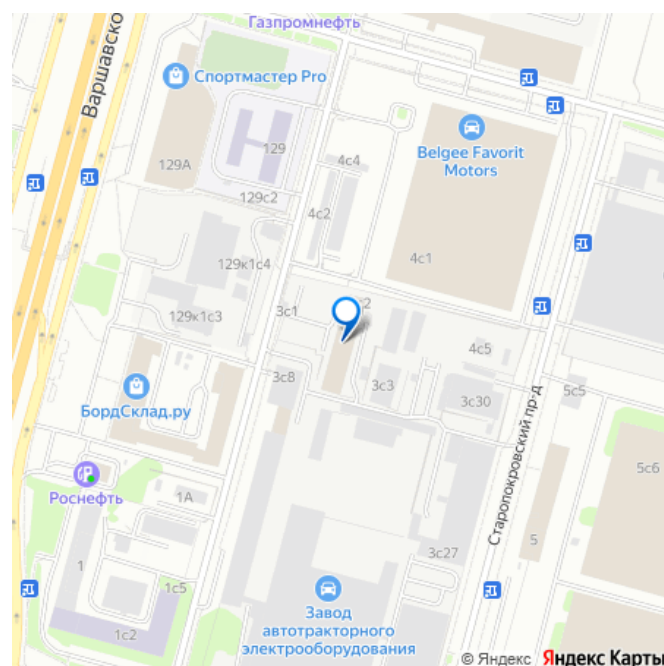 Газпромнефть
Варшавско
Спортмастер Pro
129
129А
4с4
Belgee Favorit
Motors
129с2
4с2
129к1с4
4с1
3с1
с2
129к1с3
4с5
3с8
3с3
5с5
3с30
БордСклад.ру
Старопокровский пр-д
5с6
Роснефть
1А
5
3с27
1
1с5
Завод
автотракторного
электрооборудования
1с2
© Яндекс Яндекс Карты